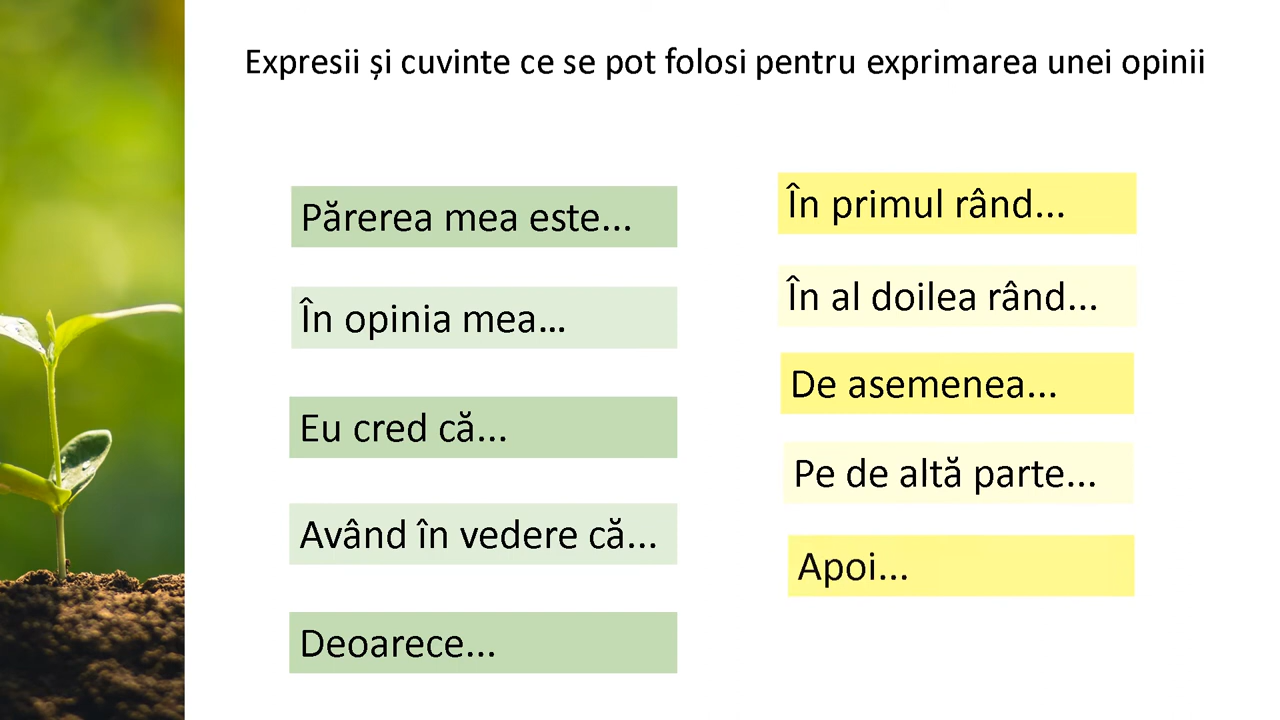 Expresii și cuvinte ce se pot folosi pentru exprimarea unei opinii
Părerea mea este...
În opinia mea...
Eu cred că...
Având în vedere că...
Deoarece...
În primul rând...
În al doilea rând...
De asemenea...
Pe de altă parte...
Apoi...